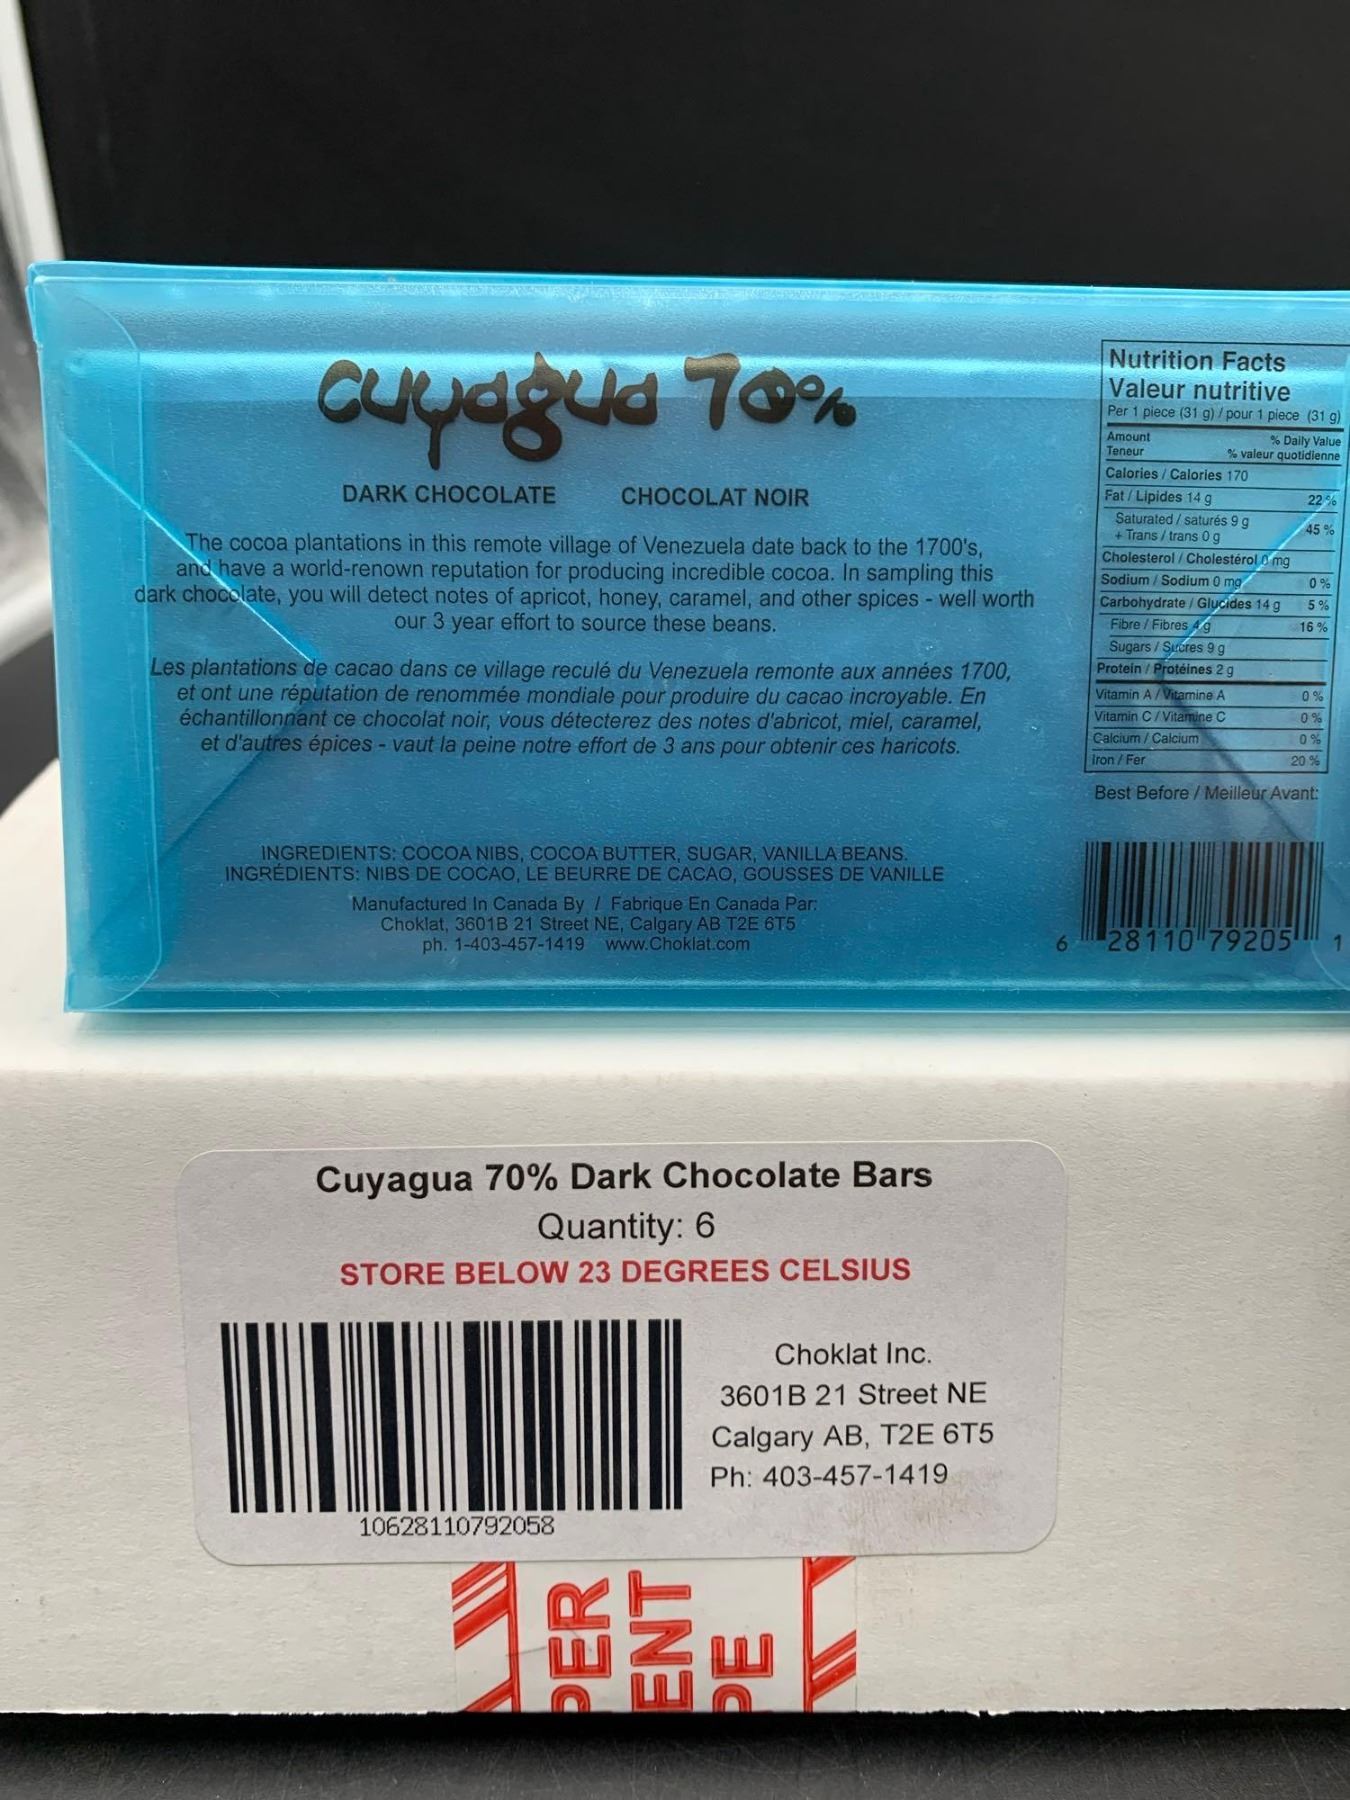 cuyagua 70%
DARK CHOCOLATE CHOCOLAT NOIR
The cocoa plantations in this remote village of Venezuela date back to the 1700's,
and have a world-renown reputation for producing incredible cocoa. In sampling this
dark chocolate, you will detect notes of apricot, honey, caramel, and other spices - well worth
our 3 year effort to source these beans.
Les plantations de cacao dans ce village reculé du Venezuela remonte aux années 1700,
et ont une réputation de renommée mondiale pour produire du cacao incroyable. En
échantillonnant ce chocolat noir, vous détecterez des notes d'abricot, miel, caramel,
et d'autres épices - vaut la peine notre effort de 3 ans pour obtenir ces haricots.
INGREDIENTS: COCOA NIBS, COCOA BUTTER, SUGAR, VANILLA BEANS.
INGRÉDIENTS: NIBS DE COCAO, LE BEURRE DE CACAO, GOUSSES DE VANILLE
Manufactured In Canada By / Fabrique En Canada Par:
Choklat, 3601B 21 Street NE, Calgary AB T2E 6T5
ph. 1-403-457-1419 www.Choklat.com
Nutrition Facts
Valeur nutritive
Per 1 piece (31 g) / pour 1 piece (31 g)
Amount % Daily Value
Teneur % valeur quotidienne
Calories / Calories 170
Fat / Lipides 14 g 22 %
Saturated / saturés 9 g
+ Trans / trans 0 g 45 %
Cholesterol / Cholestérol 0 mg
Sodium / Sodium 0 mg 0 %
Carbohydrate / Glucides 14 g 5 %
Fibre / Fibres 4 g 16 %
Sugars / Sucres 9 g
Protein / Protéines 2 g
Vitamin A / Vitamine A 0 %
Vitamin C / Vitamine C 0 %
Calcium / Calcium 0 %
Iron / Fer 20 %
Best Before / Meilleur Avant:
6 28110 79205 1
Cuyagua 70% Dark Chocolate Bars
Quantity: 6
STORE BELOW 23 DEGREES CELSIUS
10628110792058
Choklat Inc.
3601B 21 Street NE
Calgary AB, T2E 6T5
Ph: 403-457-1419
PER
ENT
PE